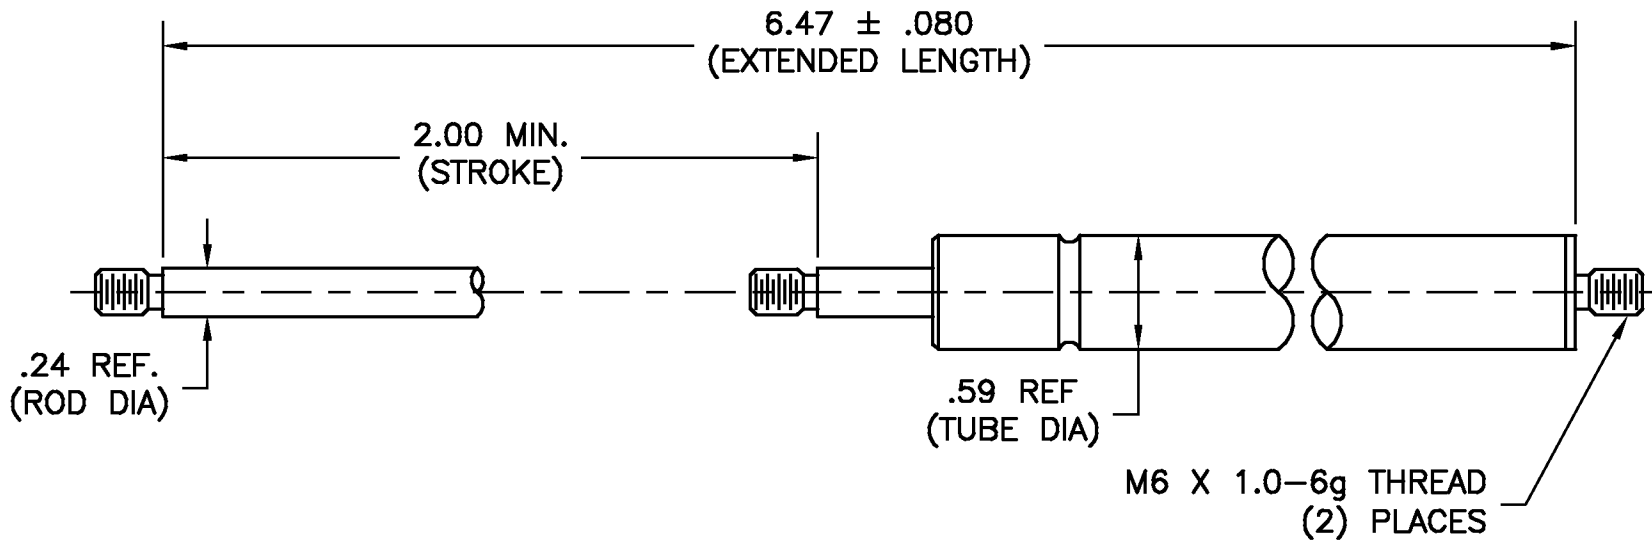 6.47 ± .080
(EXTENDED LENGTH)
2.00 MIN.
(STROKE)
.24 REF.
(ROD DIA)
.59 REF
(TUBE DIA)
M6 X 1.0-6g THREAD
(2) PLACES